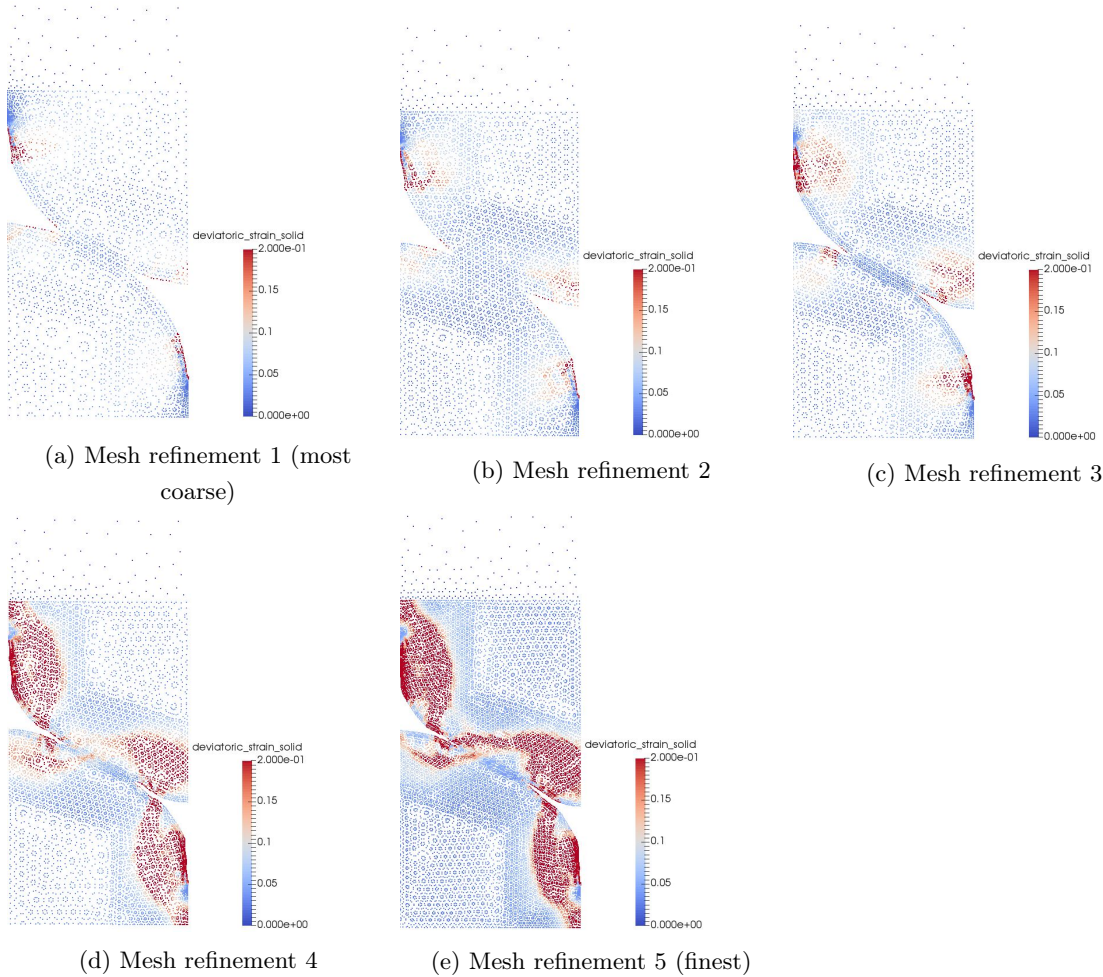 deviatoric_strain_solid
2.000e-01
0.15
0.1
0.05
0.000e+00
(a) Mesh refinement 1 (most
coarse)
deviatoric_strain_solid
2.000e-01
0.15
0.1
0.05
0.000e+00
(b) Mesh refinement 2
deviatoric_strain_solid
2.000e-01
0.15
0.1
0.05
0.000e+00
(c) Mesh refinement 3
deviatoric_strain_solid
2.000e-01
0.15
0.1
0.05
0.000e+00
(d) Mesh refinement 4
deviatoric_strain_solid
2.000e-01
0.15
0.1
0.05
0.000e+00
(e) Mesh refinement 5 (finest)